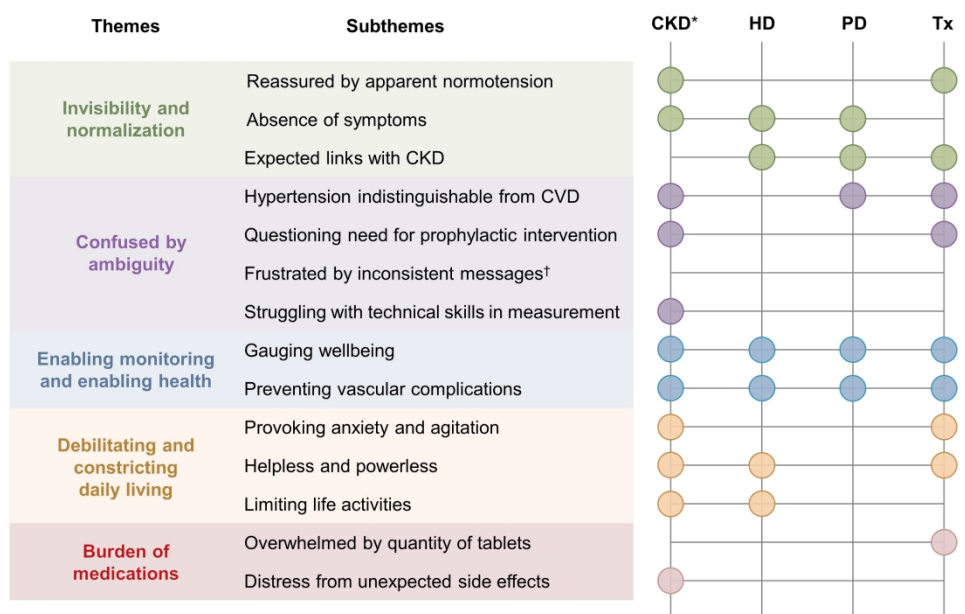 Themes Subthemes CKD* HD PD Tx
Invisibility and
normalization
Reassured by apparent normotension
Absence of symptoms
Expected links with CKD
Confused by
ambiguity
Hypertension indistinguishable from CVD
Questioning need for prophylactic intervention
Frustrated by inconsistent messages†
Struggling with technical skills in measurement
Enabling monitoring
and enabling health
Gauging wellbeing
Preventing vascular complications
Debilitating and
constricting
daily living
Provoking anxiety and agitation
Helpless and powerless
Limiting life activities
Burden of
medications
Overwhelmed by quantity of tablets
Distress from unexpected side effects